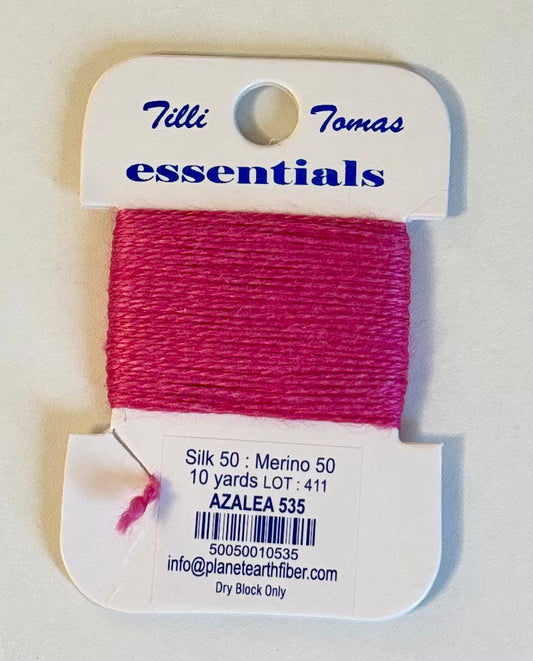 Tilli Tomas
essentials
Silk 50 : Merino 50
10 yards LOT : 411
AZALEA 535
50050010535
info@planetearthfiber.com
Dry Block Only